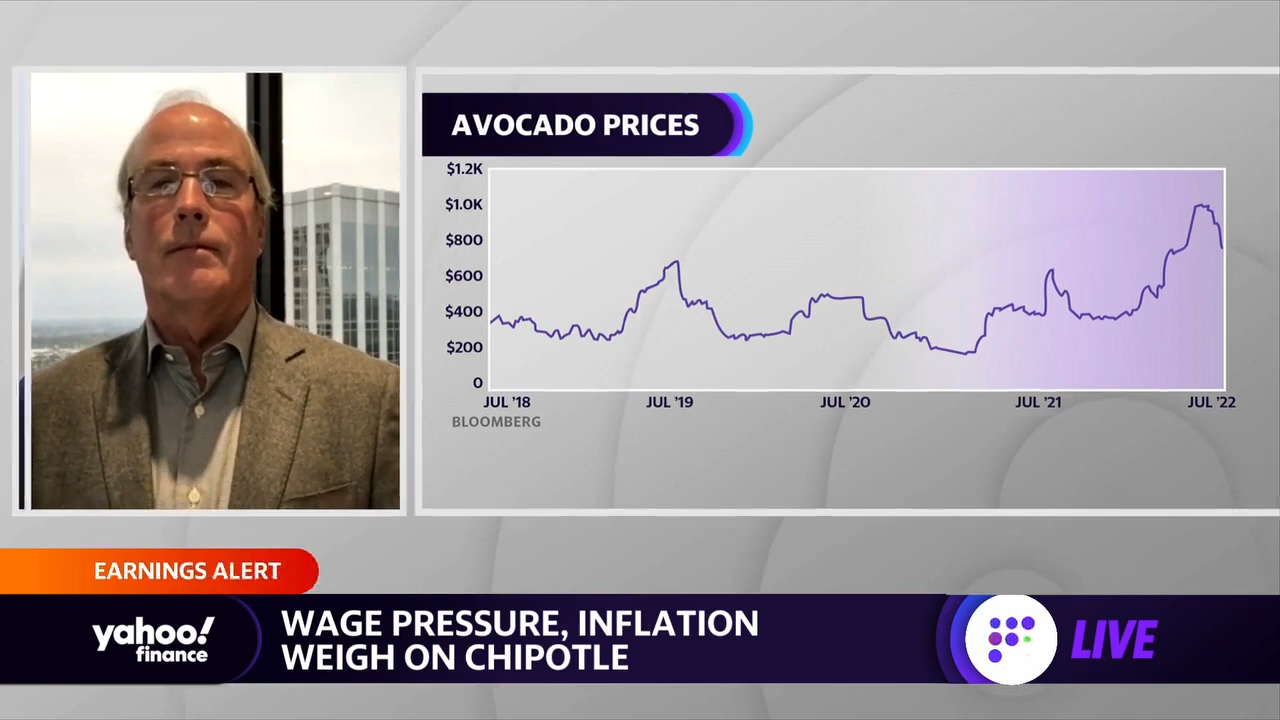 AVOCADO PRICES
$1.2K
$1.0K
$800
$600
$400
$200
0
JUL '18 JUL '19 JUL '20 JUL '21 JUL '22
BLOOMBERG
EARNINGS ALERT
yahoo!
finance
WAGE PRESSURE, INFLATION
WEIGH ON CHIPOTLE
LIVE